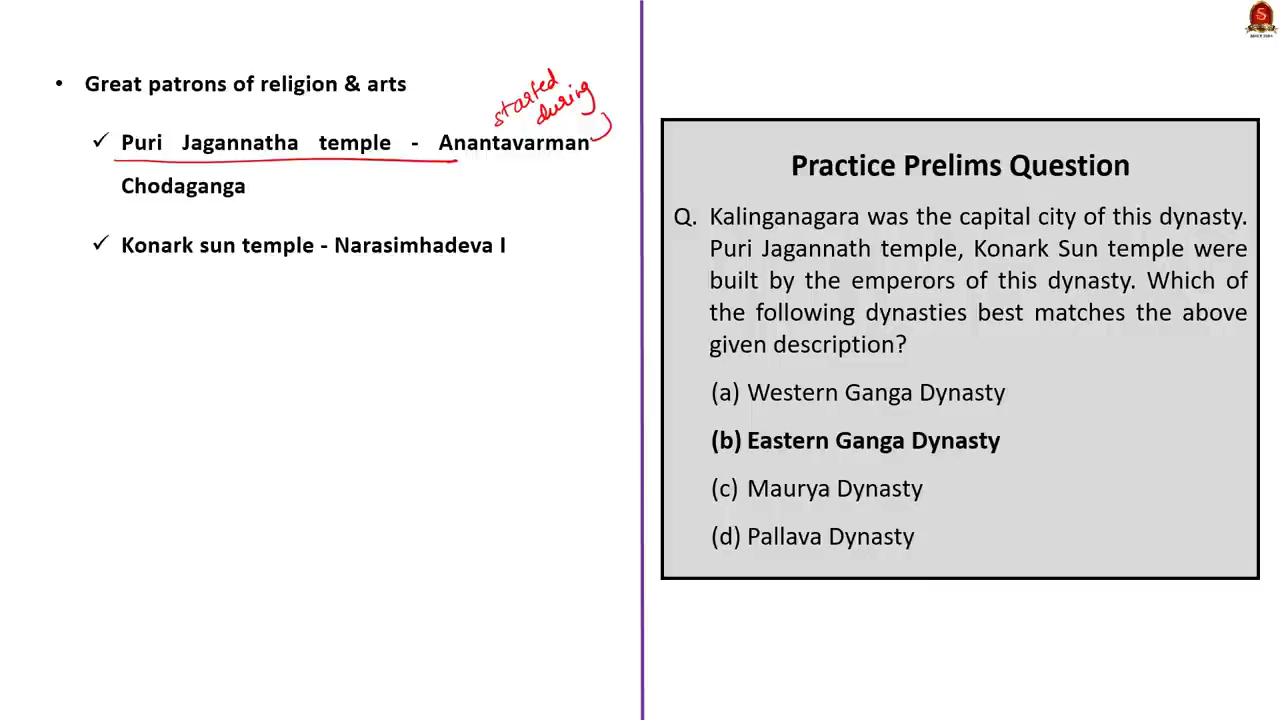 • Great patrons of religion & arts
started
during
✓ Puri Jagannatha temple - Anantavarman
Chodaganga
✓ Konark sun temple - Narasimhadeva I
Practice Prelims Question
Q. Kalinganagara was the capital city of this dynasty.
Puri Jagannath temple, Konark Sun temple were
built by the emperors of this dynasty. Which of
the following dynasties best matches the above
given description?
(a) Western Ganga Dynasty
(b) Eastern Ganga Dynasty
(c) Maurya Dynasty
(d) Pallava Dynasty